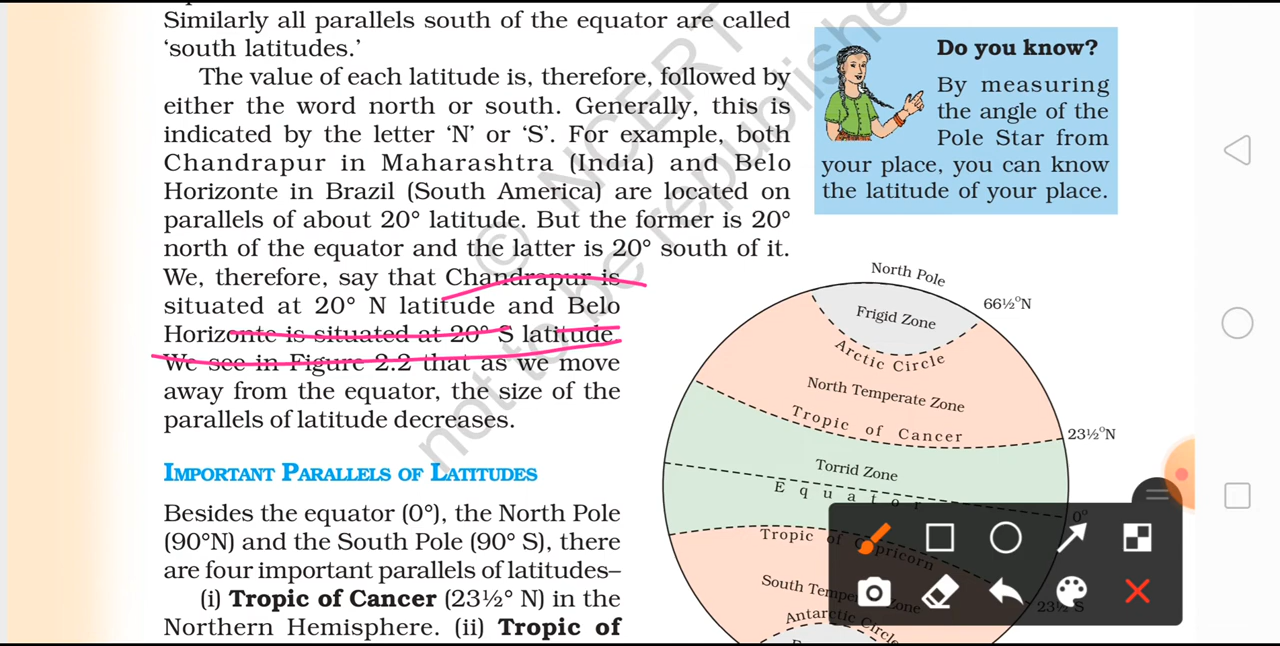 Similarly all parallels south of the equator are called
‘south latitudes.’
The value of each latitude is, therefore, followed by
either the word north or south. Generally, this is
indicated by the letter ‘N’ or ‘S’. For example, both
Chandrapur in Maharashtra (India) and Belo
Horizonte in Brazil (South America) are located on
parallels of about 20° latitude. But the former is 20°
north of the equator and the latter is 20° south of it.
We, therefore, say that Chandrapur is
situated at 20° N latitude and Belo
Horizonte is situated at 20° S latitude.
We see in Figure 2.2 that as we move
away from the equator, the size of the
parallels of latitude decreases.
IMPORTANT PARALLELS OF LATITUDES
Besides the equator (0°), the North Pole
(90°N) and the South Pole (90° S), there
are four important parallels of latitudes–
(i) Tropic of Cancer (23½° N) in the
Northern Hemisphere. (ii) Tropic of
Do you know?
By measuring
the angle of the
Pole Star from
your place, you can know
the latitude of your place.
North Pole
66½°N
Frigid Zone
Arctic Circle
North Temperate Zone
Tropic of Cancer
23½°N
Torrid Zone
Equator
0°
Tropic of Capricorn
South Temperate Zone
23½°S
Antarctic Circle
© NCERT
not to be republished